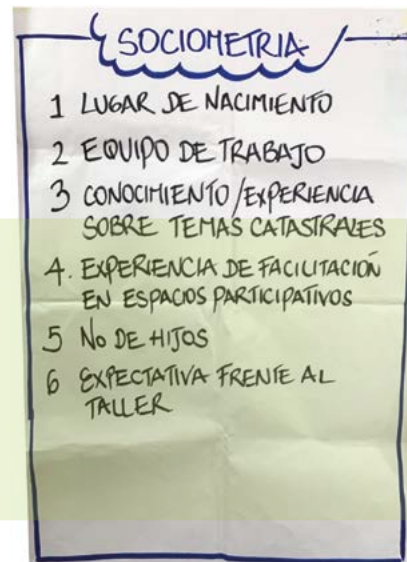 SOCIOMETRIA
1 LUGAR DE NACIMIENTO
2 EQUIPO DE TRABAJO
3 CONOCIMIENTO/EXPERIENCIA
SOBRE TEMAS CATASTRALES
4. EXPERIENCIA DE FACILITACIÓN
EN ESPACIOS PARTICIPATIVOS
5 No DE HIJOS
6 EXPECTATIVA FRENTE AL
TALLER